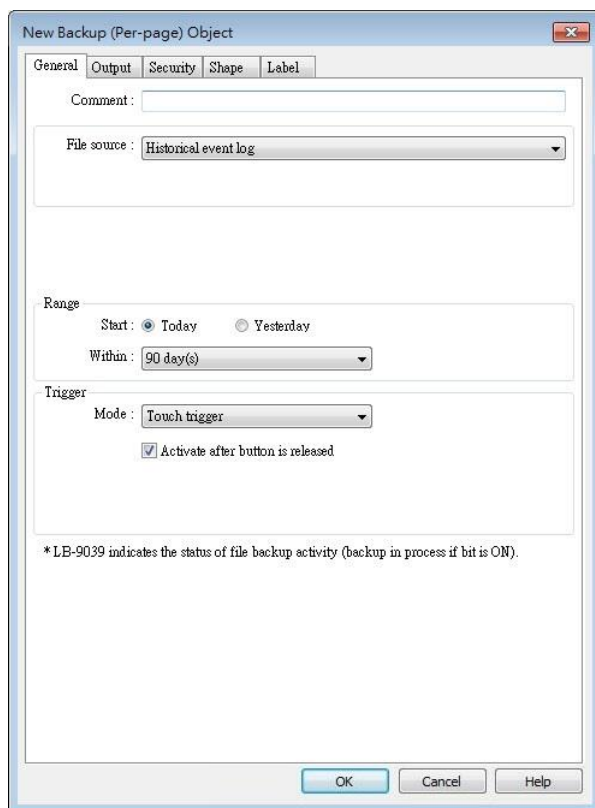 New Backup (Per-page) Object
General Output Security Shape Label
Comment :
File source : Historical event log
Range
Start : Today Yesterday
Within : 90 day(s)
Trigger
Mode : Touch trigger
Activate after button is released
* LB-9039 indicates the status of file backup activity (backup in process if bit is ON).
OK Cancel Help